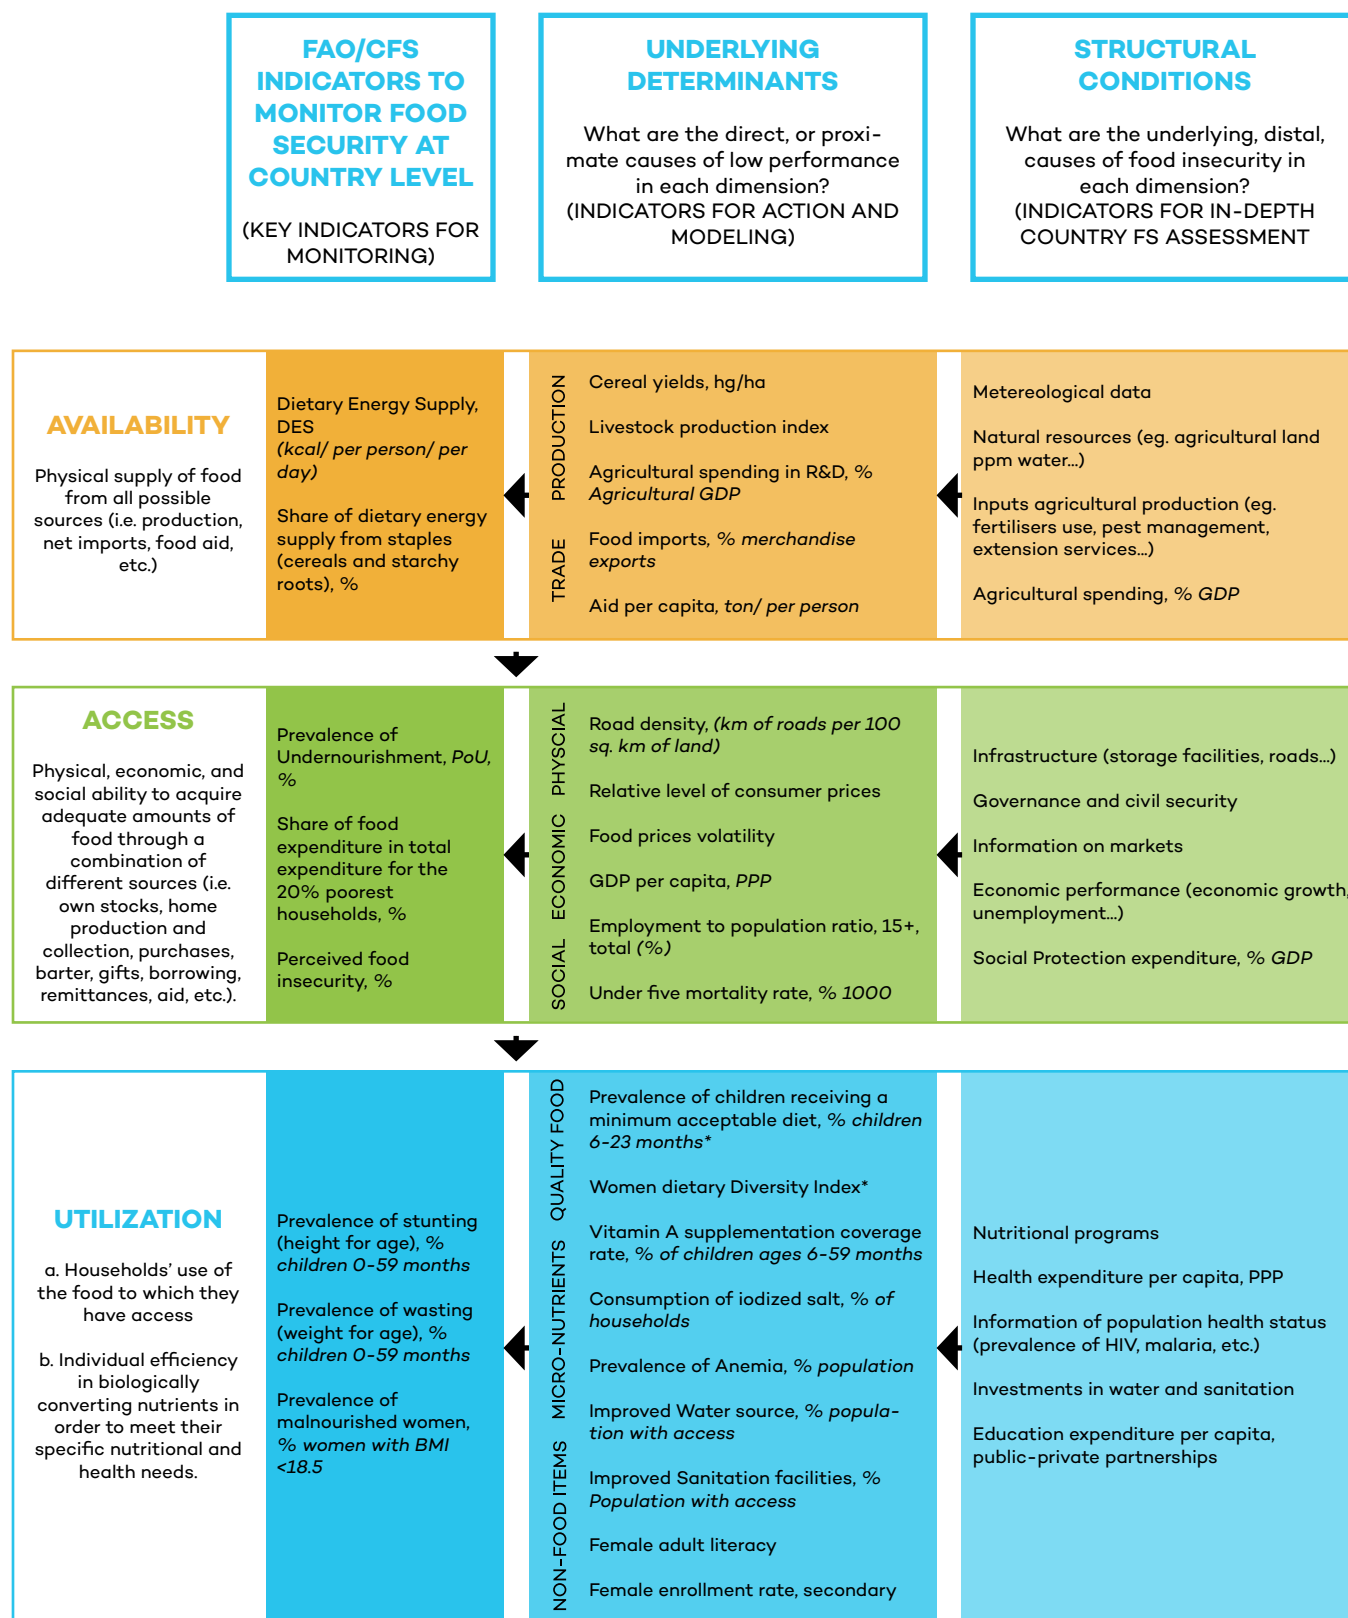 FAO/CFS
INDICATORS TO
MONITOR FOOD
SECURITY AT
COUNTRY LEVEL
(KEY INDICATORS FOR
MONITORING)
UNDERLYING
DETERMINANTS
What are the direct, or proxi-
mate causes of low performance
in each dimension?
(INDICATORS FOR ACTION AND
MODELING)
STRUCTURAL
CONDITIONS
What are the underlying, distal,
causes of food insecurity in
each dimension?
(INDICATORS FOR IN-DEPTH
COUNTRY FS ASSESSMENT
AVAILABILITY
Physical supply of food
from all possible
sources (i.e. production,
net imports, food aid,
etc.)
Dietary Energy Supply,
DES
(kcal/ per person/ per
day)
Share of dietary energy
supply from staples
(cereals and starchy
roots), %
PRODUCTION
TRADE
Cereal yields, hg/ha
Livestock production index
Agricultural spending in R&D, %
Agricultural GDP
Food imports, % merchandise
exports
Aid per capita, ton/ per person
Metereological data
Natural resources (eg. agricultural land
ppm water...)
Inputs agricultural production (eg.
fertilisers use, pest management,
extension services...)
Agricultural spending, % GDP
ACCESS
Physical, economic, and
social ability to acquire
adequate amounts of
food through a
combination of
different sources (i.e.
own stocks, home
production and
collection, purchases,
barter, gifts, borrowing,
remittances, aid, etc.).
Prevalence of
Undernourishment, PoU,
%
Share of food
expenditure in total
expenditure for the
20% poorest
households, %
Perceived food
insecurity, %
PHYSCIAL
ECONOMIC
SOCIAL
Road density, (km of roads per 100
sq. km of land)
Relative level of consumer prices
Food prices volatility
GDP per capita, PPP
Employment to population ratio, 15+,
total (%)
Under five mortality rate, % 1000
Infrastructure (storage facilities, roads...)
Governance and civil security
Information on markets
Economic performance (economic growth,
unemployment...)
Social Protection expenditure, % GDP
UTILIZATION
a. Households' use of
the food to which they
have access
b. Individual efficiency
in biologically
converting nutrients in
order to meet their
specific nutritional and
health needs.
Prevalence of stunting
(height for age), %
children 0-59 months
Prevalence of wasting
(weight for age), %
children 0-59 months
Prevalence of
malnourished women,
% women with BMI
<18.5
QUALITY FOOD
MICRO-NUTRIENTS
NON-FOOD ITEMS
Prevalence of children receiving a
minimum acceptable diet, % children
6-23 months*
Women dietary Diversity Index*
Vitamin A supplementation coverage
rate, % of children ages 6-59 months
Consumption of iodized salt, % of
households
Prevalence of Anemia, % population
Improved Water source, % popula-
tion with access
Improved Sanitation facilities, %
Population with access
Female adult literacy
Female enrollment rate, secondary
Nutritional programs
Health expenditure per capita, PPP
Information of population health status
(prevalence of HIV, malaria, etc.)
Investments in water and sanitation
Education expenditure per capita,
public-private partnerships